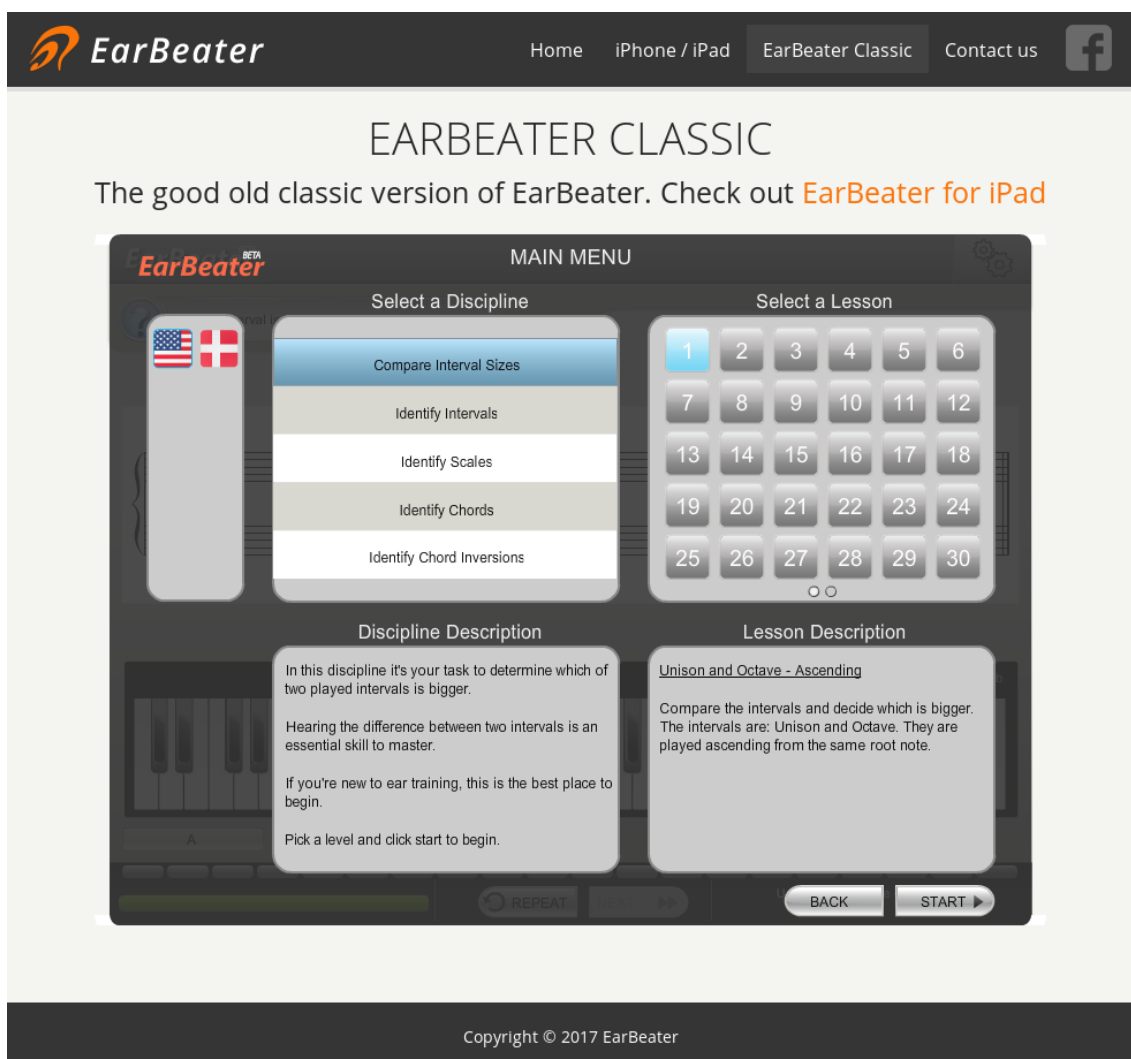 EarBeater
Home
iPhone / iPad
EarBeater Classic
Contact us
EARBEATER CLASSIC
The good old classic version of EarBeater. Check out EarBeater for iPad
EarBeater BETA
MAIN MENU
Select a Discipline
Compare Interval Sizes
Identify Intervals
Identify Scales
Identify Chords
Identify Chord Inversions
Select a Lesson
1 2 3 4 5 6
7 8 9 10 11 12
13 14 15 16 17 18
19 20 21 22 23 24
25 26 27 28 29 30
Discipline Description
In this discipline it's your task to determine which of
two played intervals is bigger.
Hearing the difference between two intervals is an
essential skill to master.
If you're new to ear training, this is the best place to
begin.
Pick a level and click start to begin.
Lesson Description
Unison and Octave - Ascending
Compare the intervals and decide which is bigger.
The intervals are: Unison and Octave. They are
played ascending from the same root note.
A
REPEAT
NEXT
BACK
START
Copyright © 2017 EarBeater